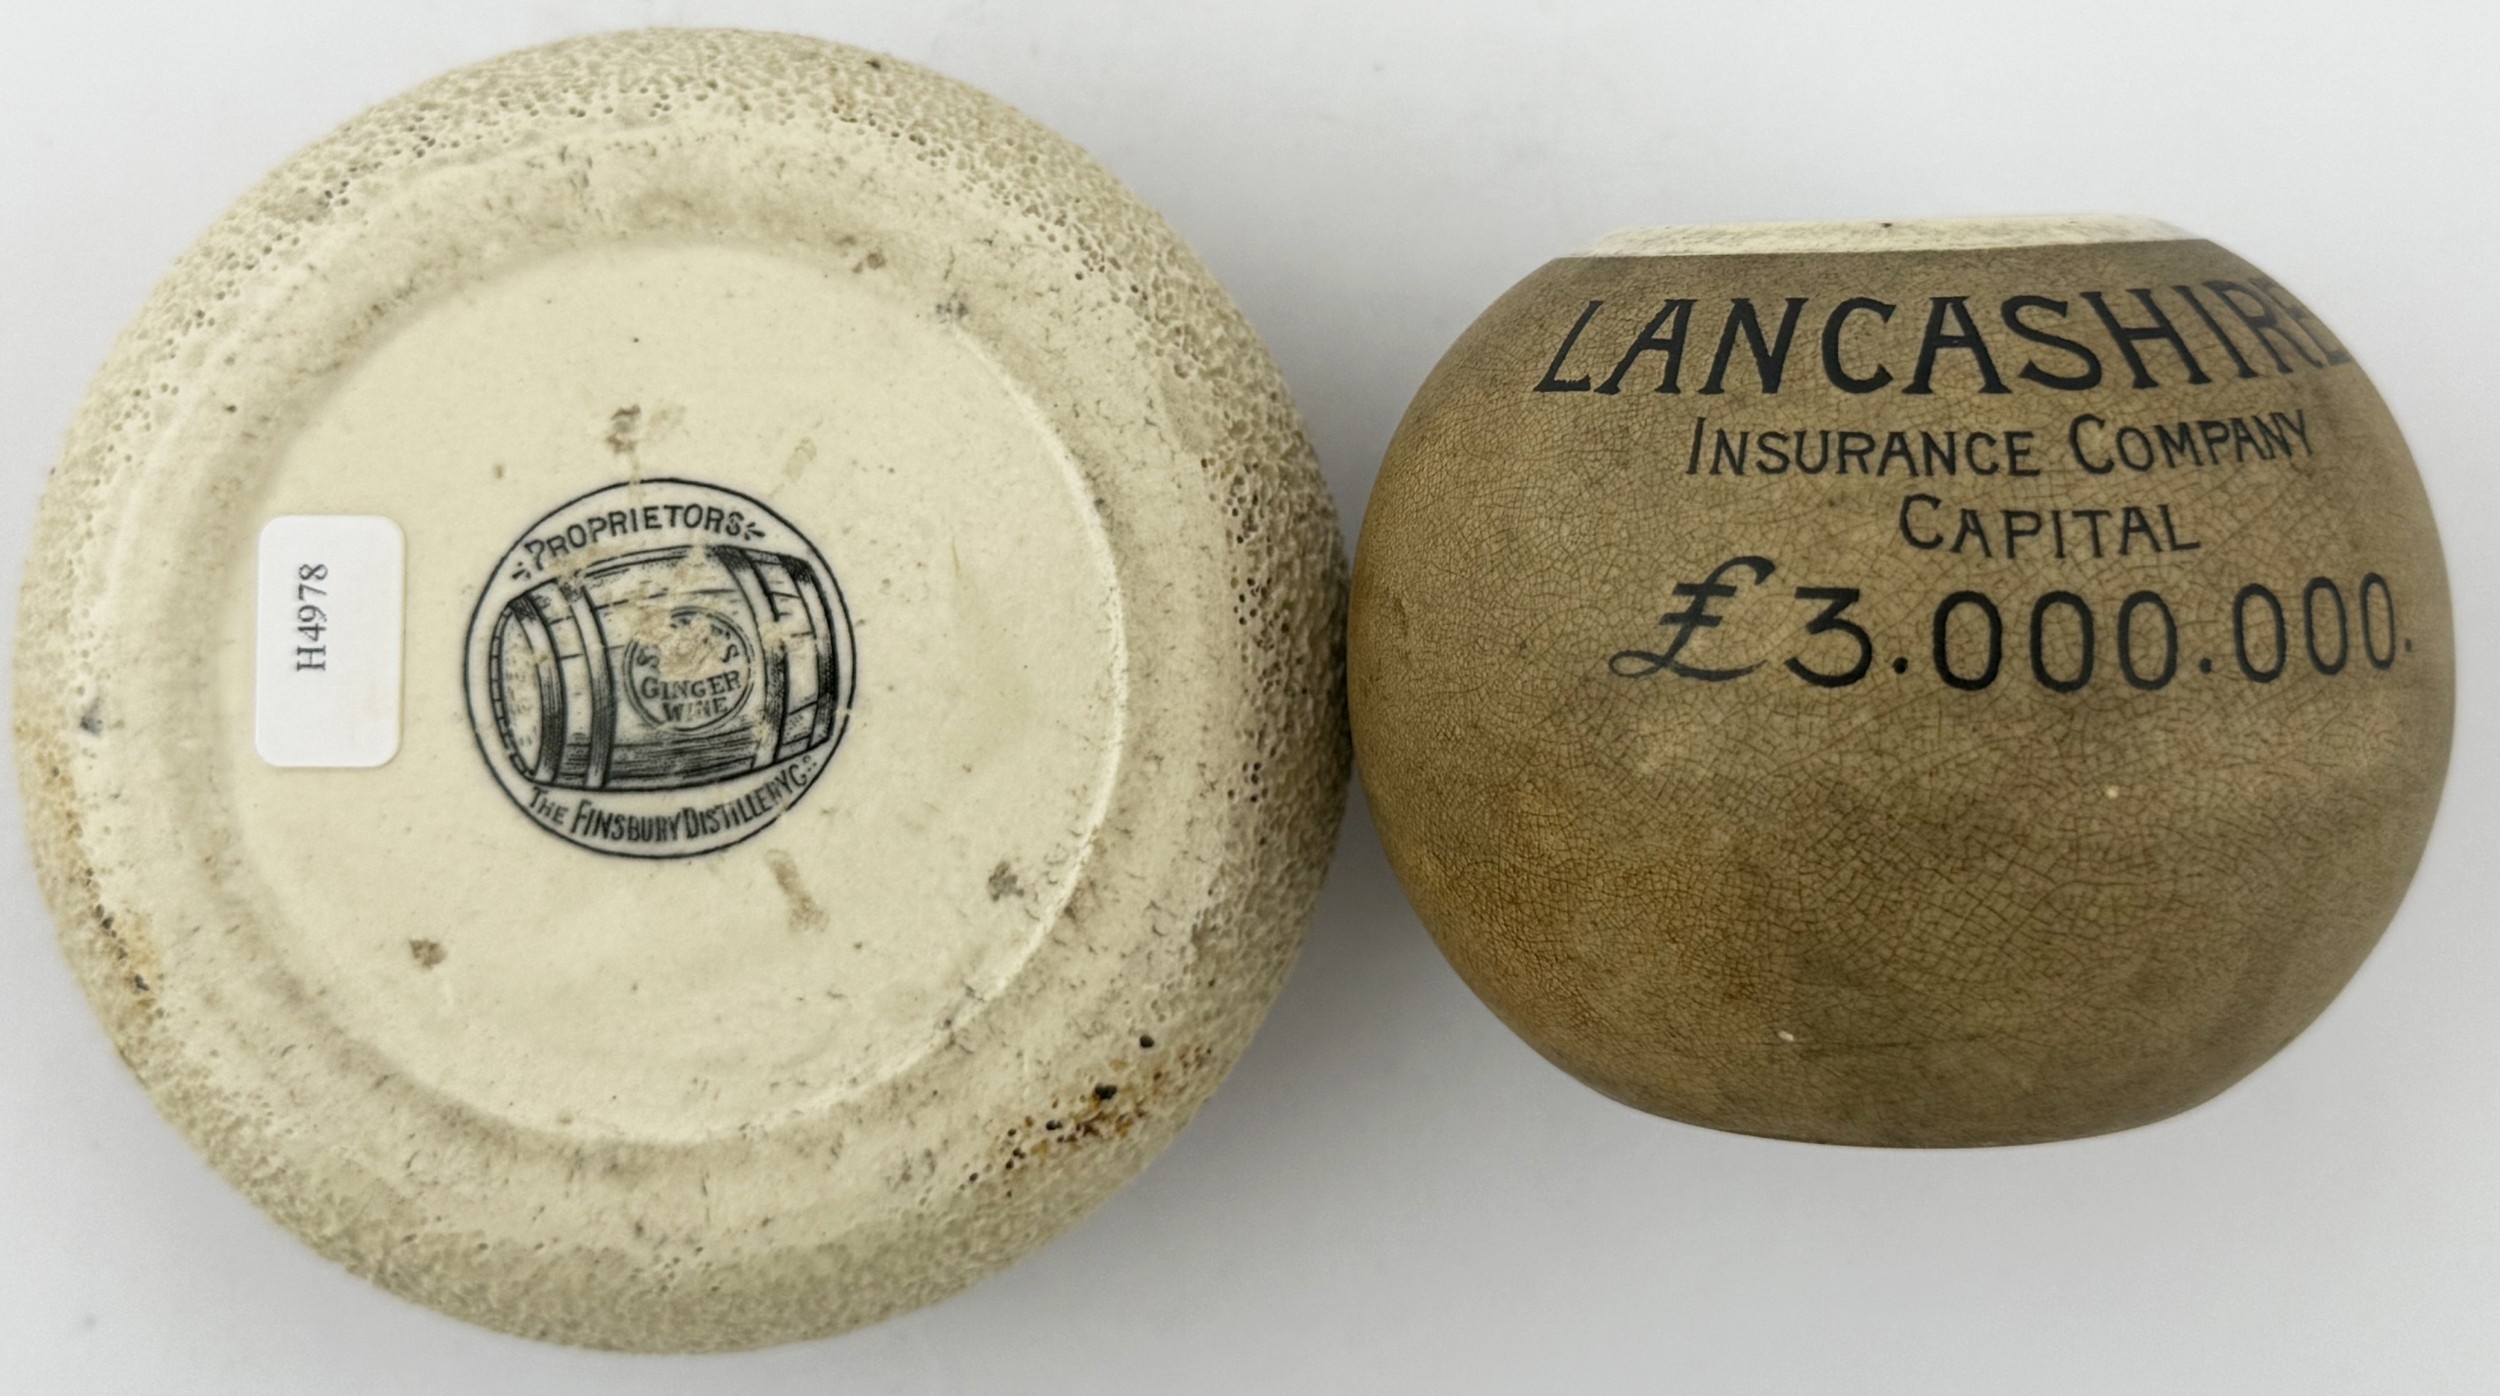 H4978
PROPRIETORS
GINGER
WINE
THE FINSBURY DISTILLERY Co.
LANCASHIRE
INSURANCE COMPANY
CAPITAL
£3.000.000.